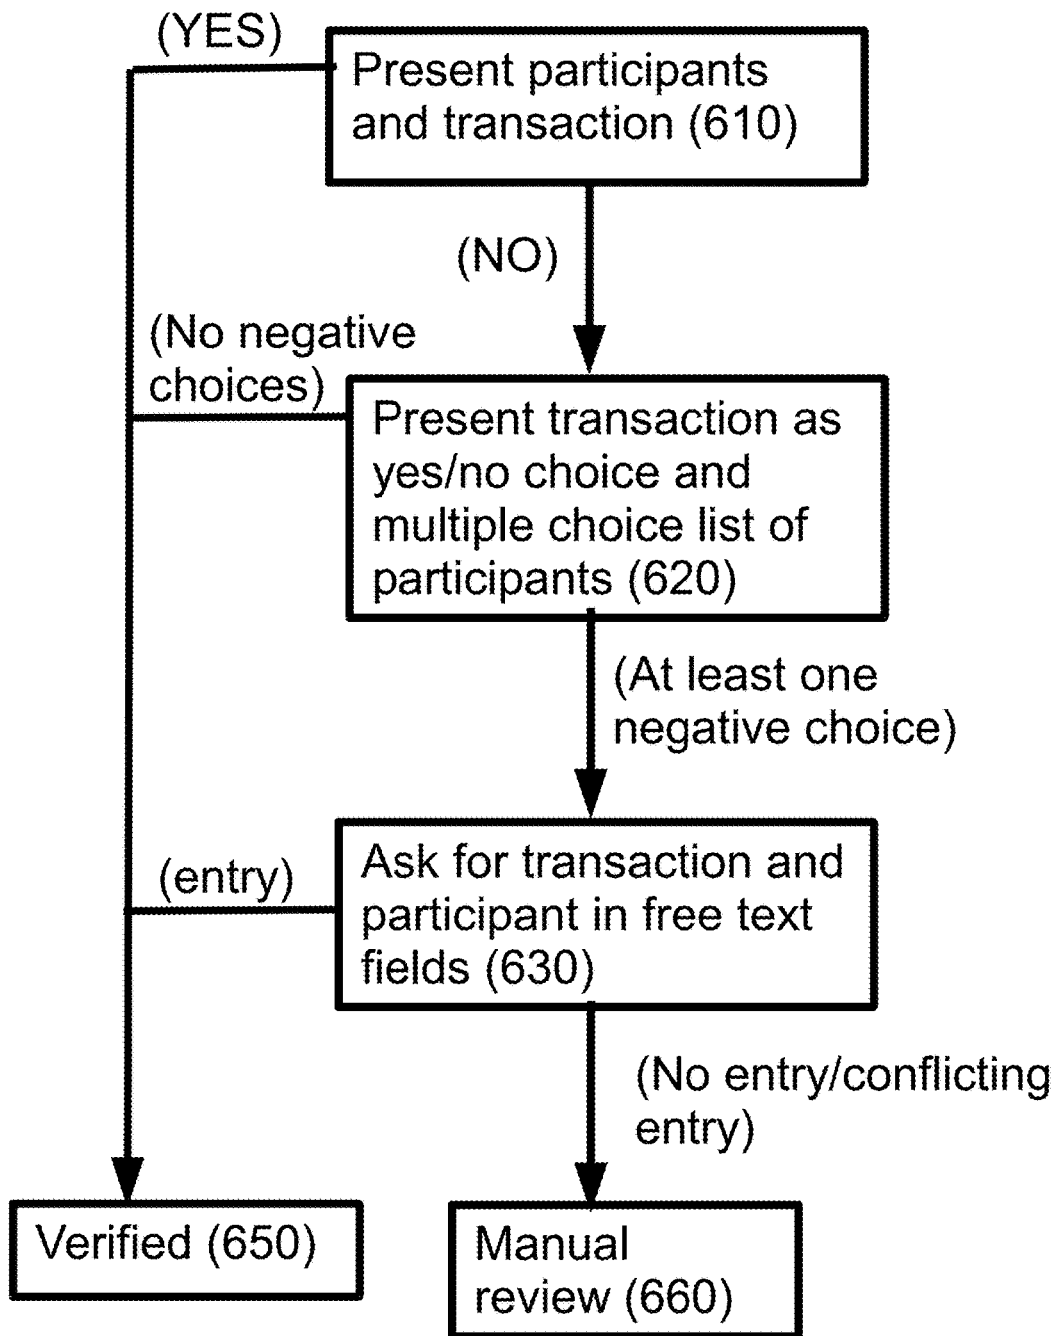 (YES)
Present participants
and transaction (610)
(NO)
(No negative
choices)
Present transaction as
yes/no choice and
multiple choice list of
participants (620)
(At least one
negative choice)
Ask for transaction and
participant in free text
fields (630)
(entry)
(No entry/conflicting
entry)
Verified (650)
Manual
review (660)